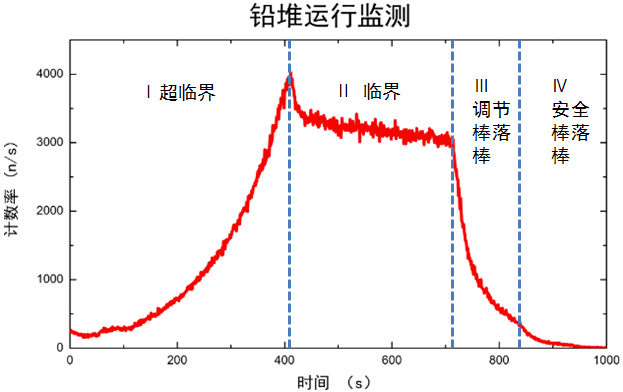 铅堆运行监测
4000
3000
2000
1000
0
计数率（n/s）
Ⅰ 超临界
Ⅱ 临界
Ⅲ
调节
棒落
棒
Ⅳ
安全
棒落
棒
0
200
400
600
800
1000
时间 （s）